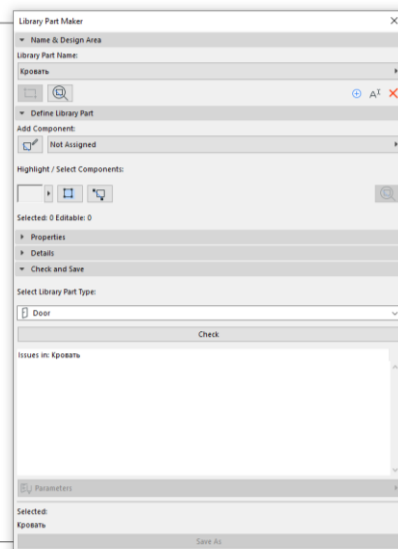 Library Part Maker
Name & Design Area
Library Part Name:
Кровать
Define Library Part
Add Component:
Not Assigned
Highlight / Select Components:
Selected: 0 Editable: 0
Properties
Details
Check and Save
Select Library Part Type:
Door
Check
Issues in: Кровать
Parameters
Selected:
Кровать
Save As